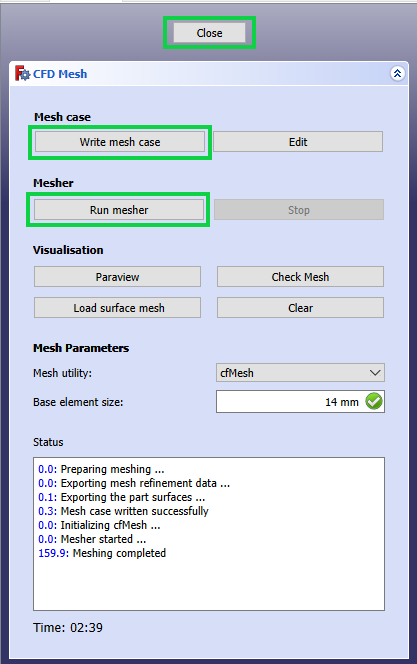 Close
CFD Mesh
Mesh case
Write mesh case Edit
Mesher
Run mesher Stop
Visualisation
Paraview Check Mesh
Load surface mesh Clear
Mesh Parameters
Mesh utility: cfMesh
Base element size: 14 mm
Status
0.0: Preparing meshing ...
0.0: Exporting mesh refinement data ...
0.1: Exporting the part surfaces ...
0.3: Mesh case written successfully
0.0: Initializing cfMesh ...
0.0: Mesher started ...
159.9: Meshing completed
Time: 02:39